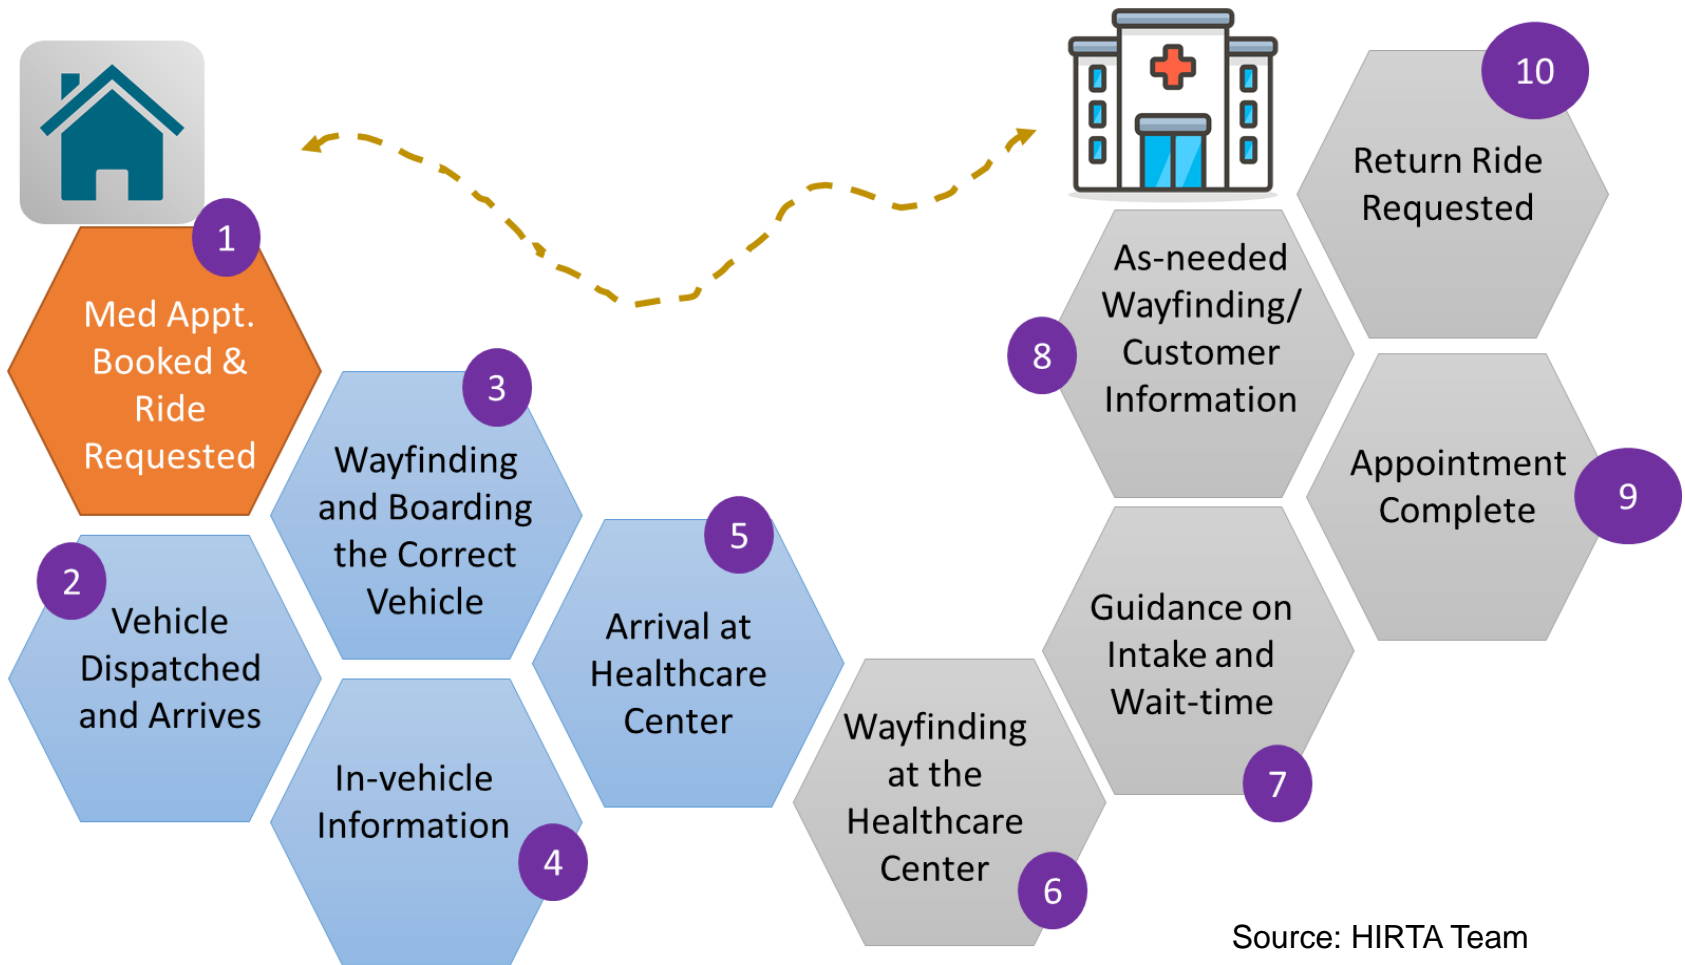 1
Med Appt.
Booked &
Ride
Requested
2
Vehicle
Dispatched
and Arrives
3
Wayfinding
and Boarding
the Correct
Vehicle
In-vehicle
Information
4
5
Arrival at
Healthcare
Center
Wayfinding
at the
Healthcare
Center
6
Guidance on
Intake and
Wait-time
7
As-needed
Wayfinding/
Customer
Information
8
Appointment
Complete
9
10
Return Ride
Requested
Source: HIRTA Team